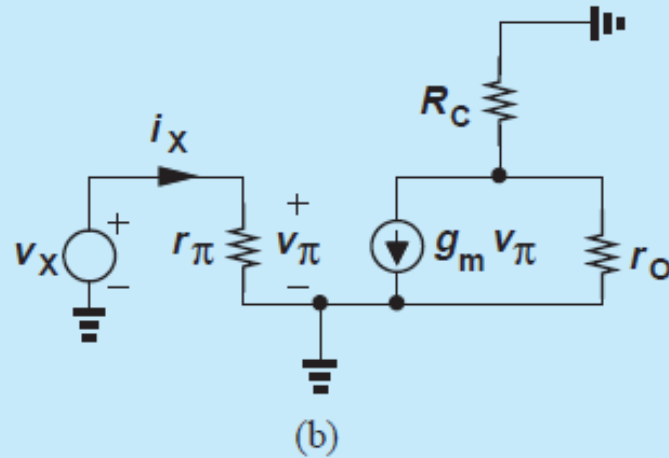 R_C
i_X
+
+
v_X
r_π
v_π
g_m v_π
r_O
−
−
(b)